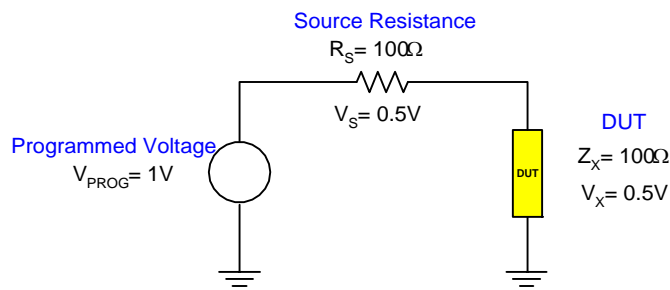 Source Resistance
R_S= 100Ω
V_S= 0.5V
Programmed Voltage
V_PROG= 1V
DUT
DUT
Z_X= 100Ω
V_X= 0.5V